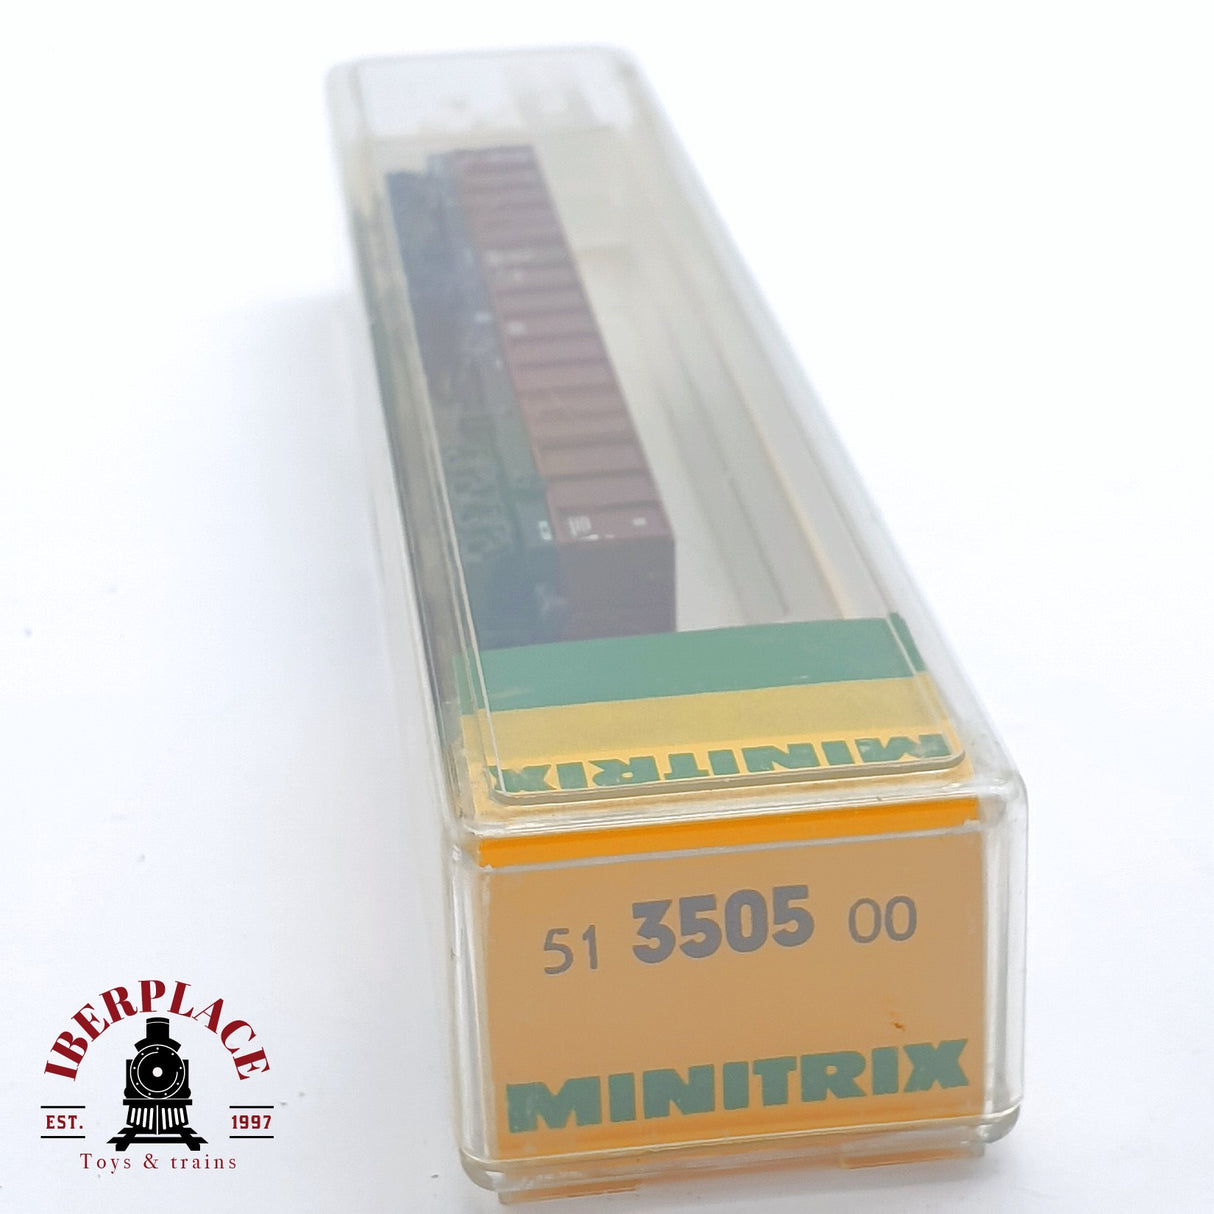 MINITRIX
51 3505 00
MINITRIX
IBERPLACE
EST. 1997
Toys & trains